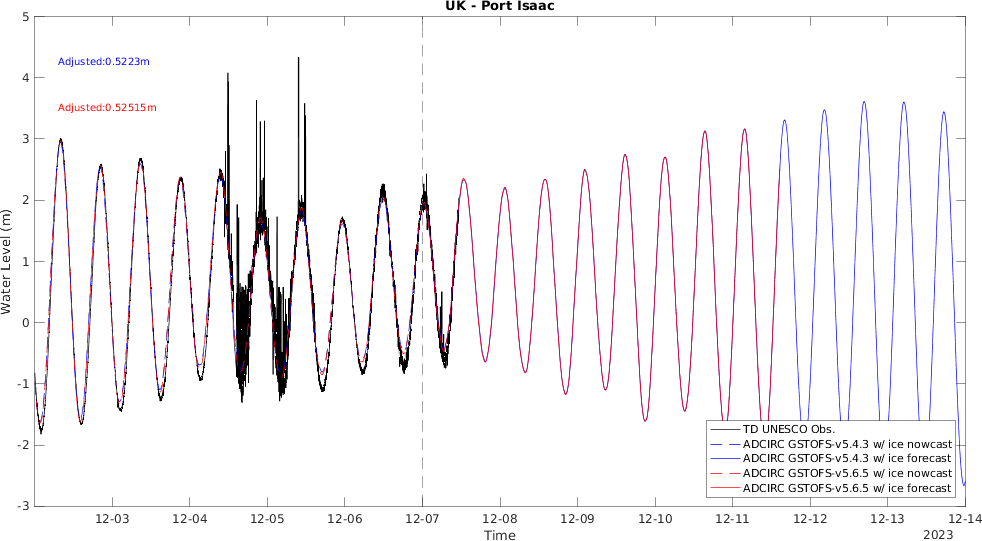 UK - Port Isaac
5
4
3
2
1
0
-1
-2
-3
Water Level (m)
Adjusted:0.5223m
Adjusted:0.52515m
TD UNESCO Obs.
ADCIRC GSTOFS-v5.4.3 w/ ice nowcast
ADCIRC GSTOFS-v5.4.3 w/ ice forecast
ADCIRC GSTOFS-v5.6.5 w/ ice nowcast
ADCIRC GSTOFS-v5.6.5 w/ ice forecast
12-03 12-04 12-05 12-06 12-07 12-08 12-09 12-10 12-11 12-12 12-13 12-14
Time
2023